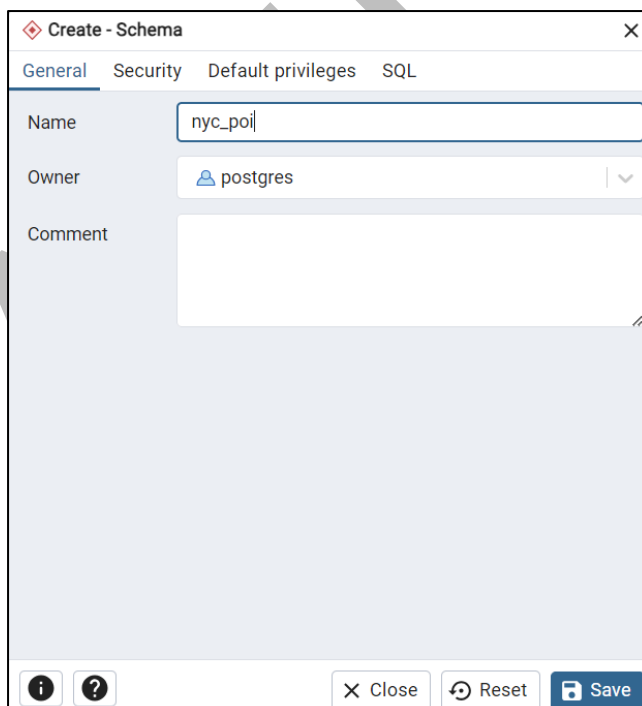 Create - Schema
General Security Default privileges SQL
Name nyc_poi
Owner postgres
Comment
Close Reset Save